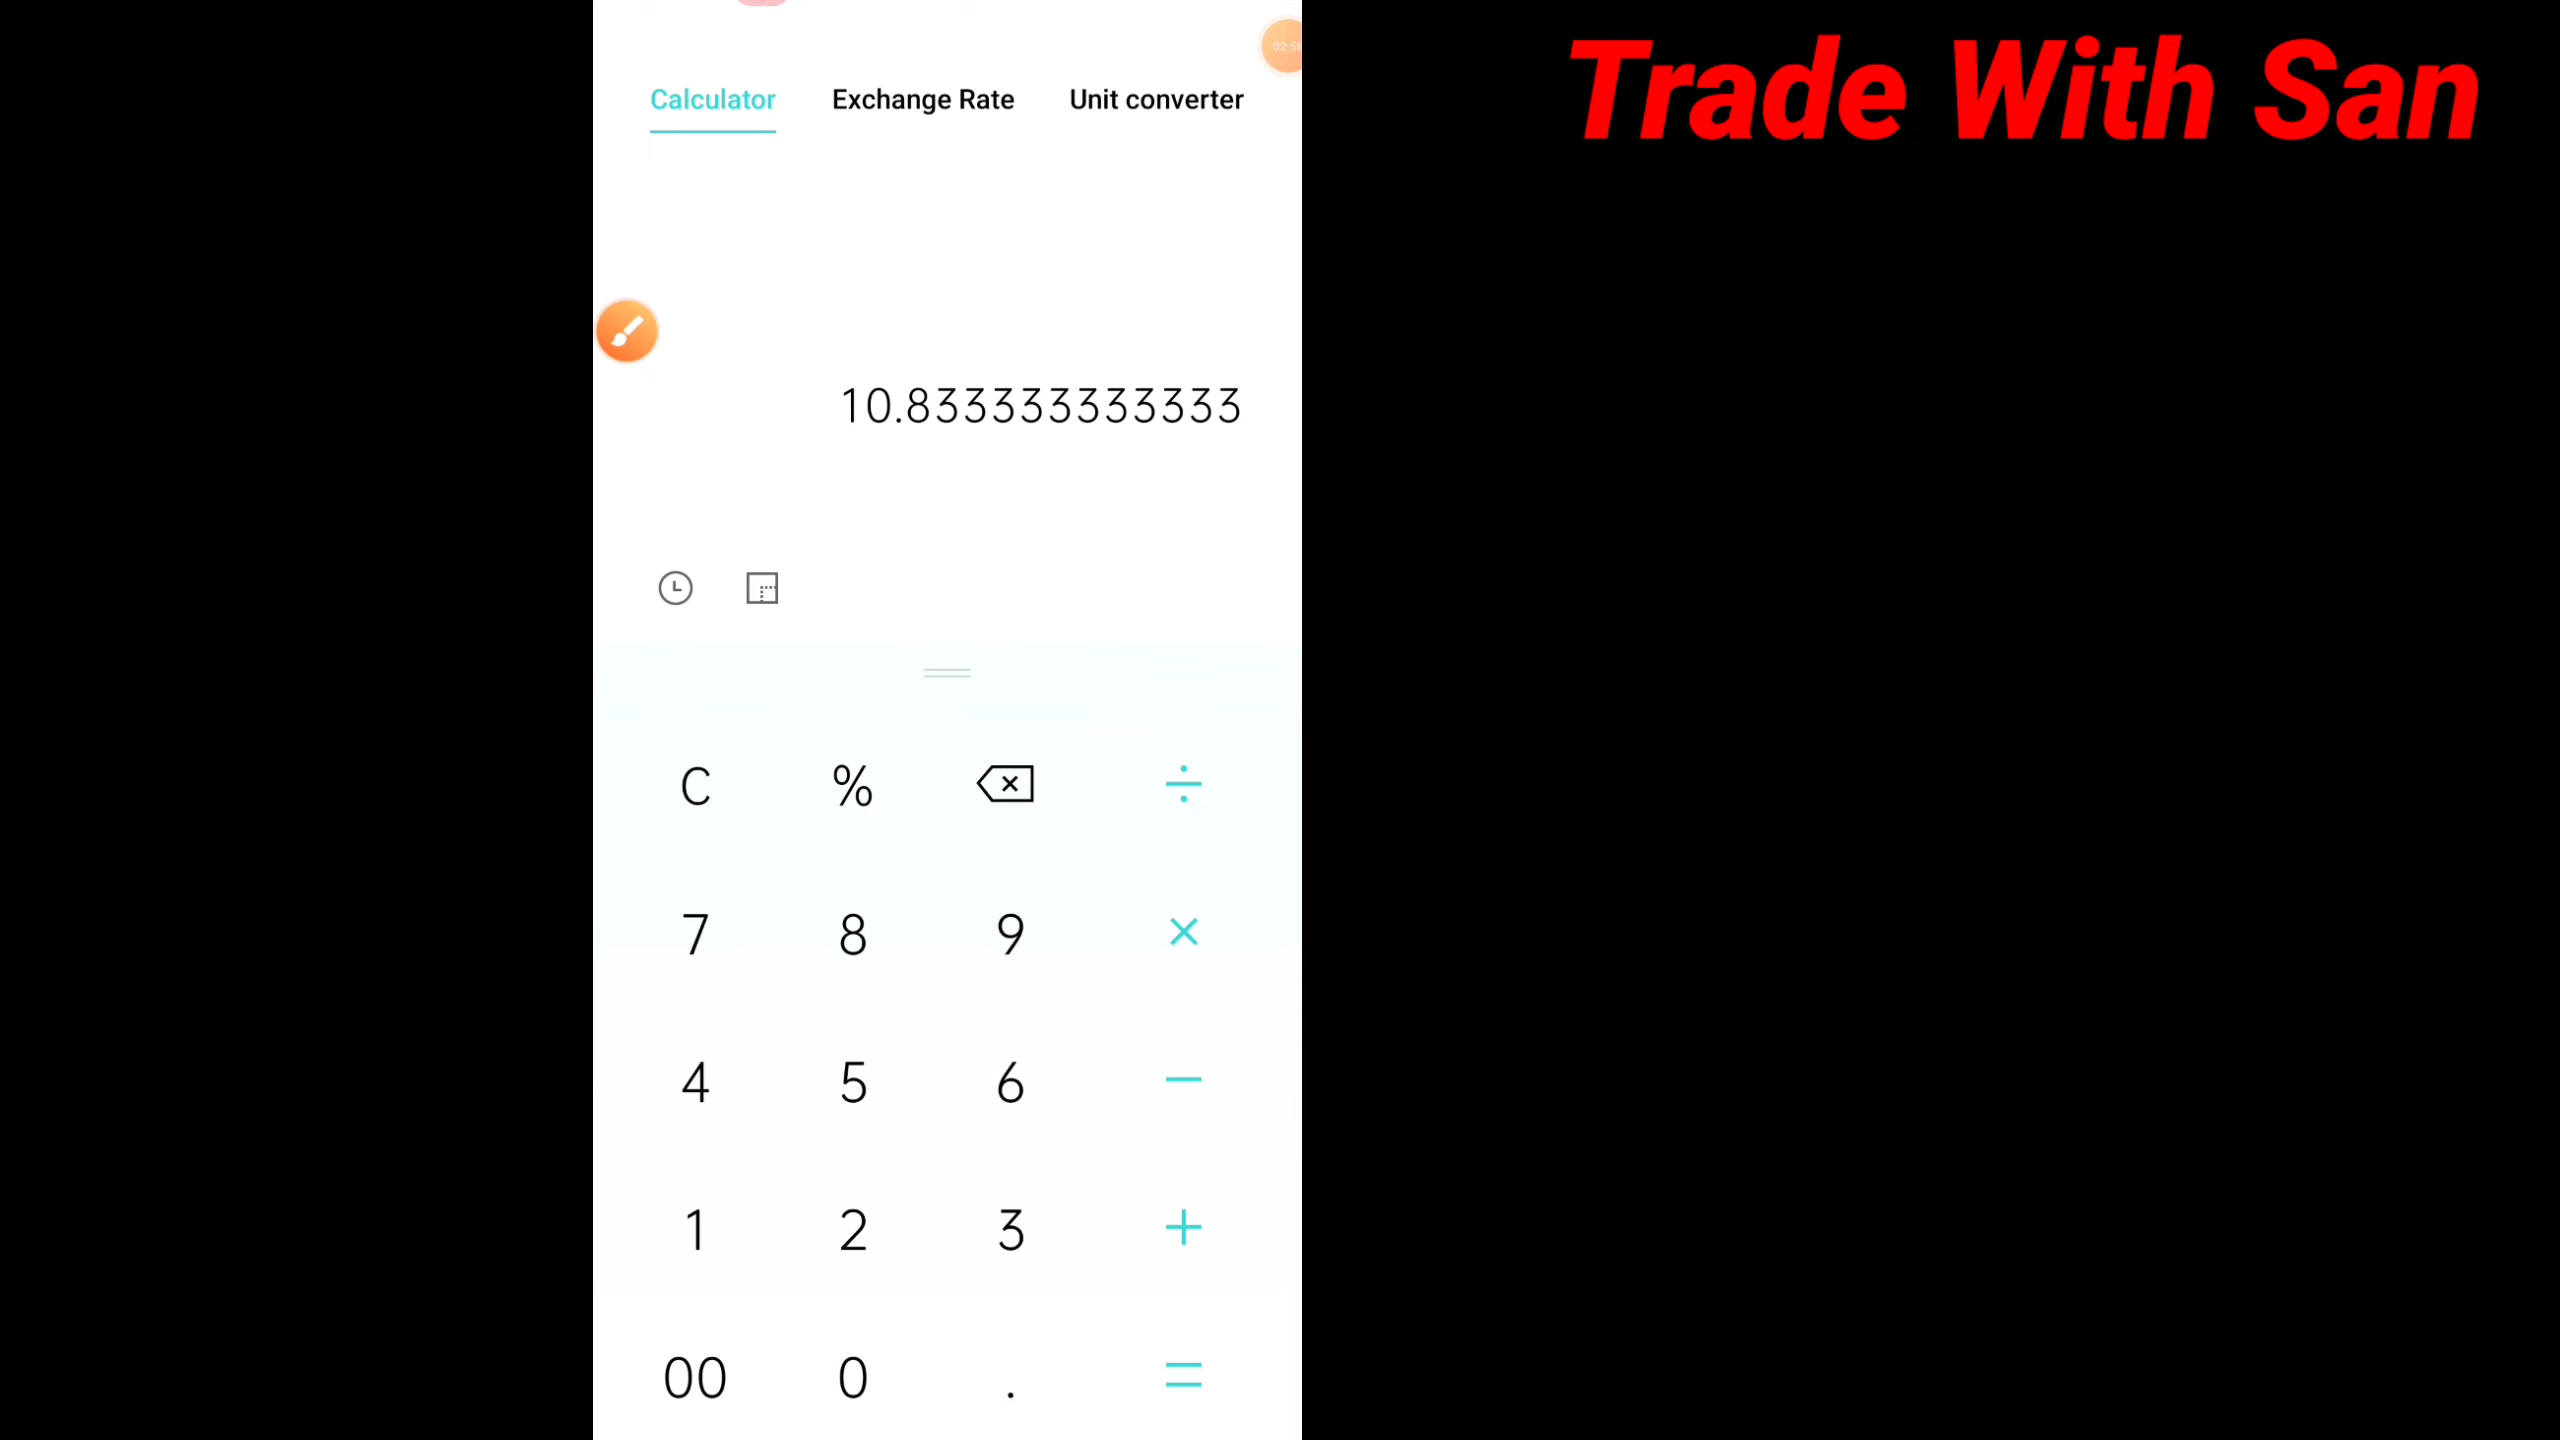 Trade With San
Calculator Exchange Rate Unit converter
10.833333333333
C % ÷
7 8 9 ×
4 5 6 −
1 2 3 +
00 0 . =